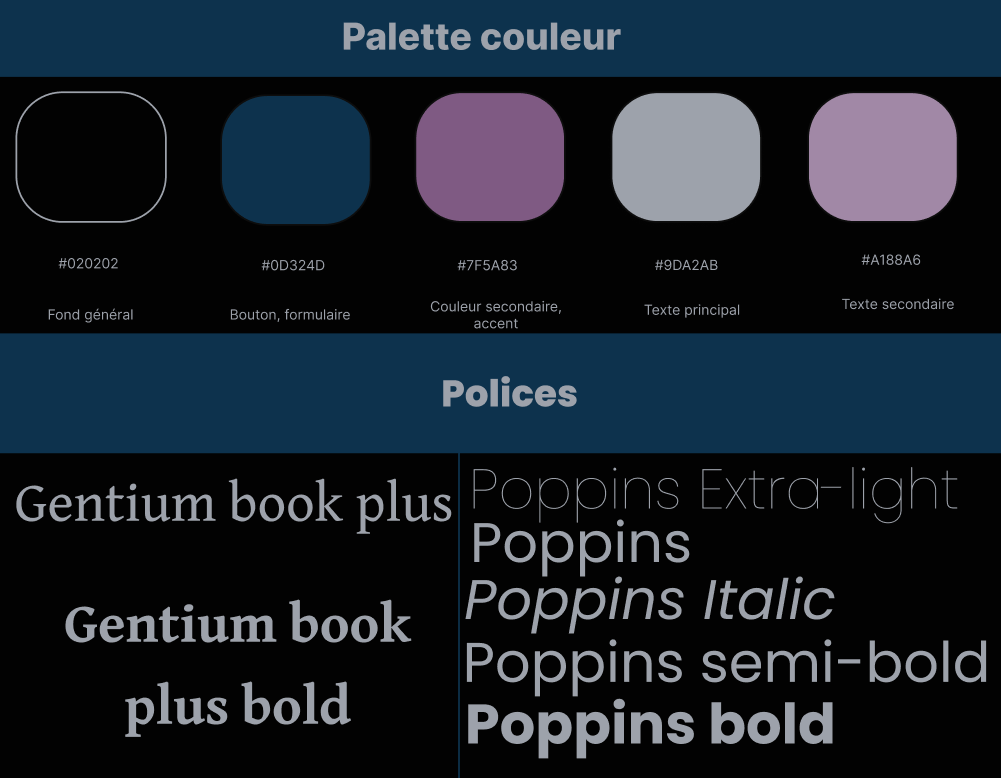 Palette couleur
#020202
#0D324D
#7F5A83
#9DA2AB
#A188A6
Fond général
Bouton, formulaire
Couleur secondaire,
accent
Texte principal
Texte secondaire
Polices
Gentium book plus
Gentium book
plus bold
Poppins Extra-light
Poppins
Poppins Italic
Poppins semi-bold
Poppins bold